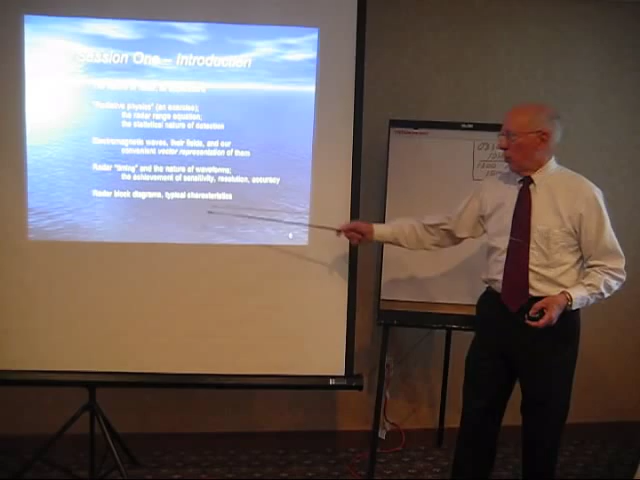 Session One – Introduction
"Radiative physics" (an exercise);
the radar range equation;
the statistical nature of detection
Electromagnetic waves, their fields, and our
convenient vector representation of them
Radar "timing" and the nature of waveforms;
the achievement of sensitivity, resolution, accuracy
Radar block diagrams, typical characteristics